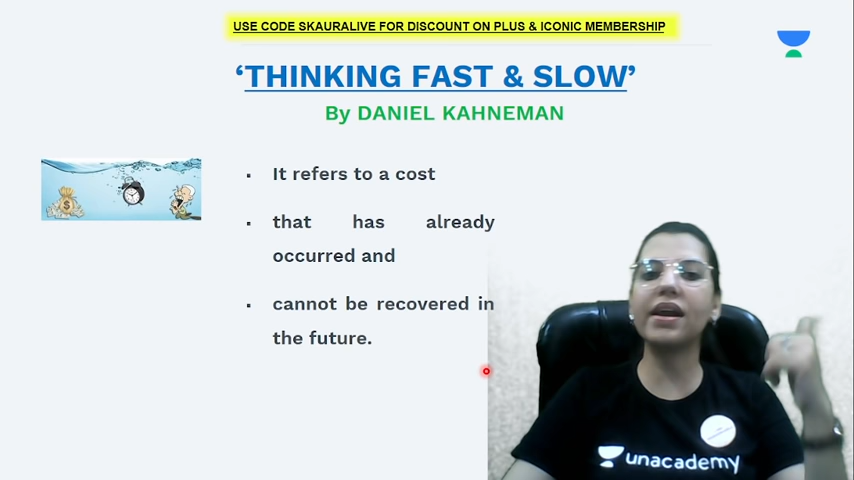 USE CODE SKAURALIVE FOR DISCOUNT ON PLUS & ICONIC MEMBERSHIP
‘THINKING FAST & SLOW’
By DANIEL KAHNEMAN
▪ It refers to a cost
▪ that has already
occurred and
▪ cannot be recovered in
the future.
unacademy